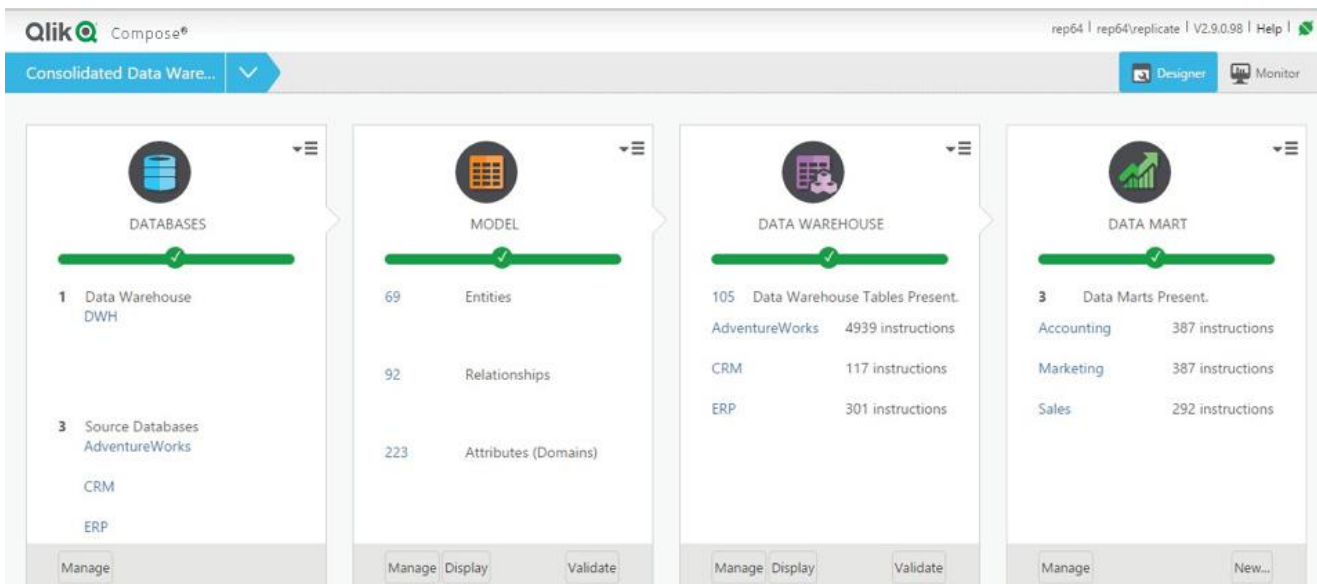 Qlik Compose®
rep64 | rep64\replicate | V2.9.0.98 | Help |
Consolidated Data Ware...
Designer
Monitor
DATABASES
1 Data Warehouse
DWH
3 Source Databases
AdventureWorks
CRM
ERP
Manage
MODEL
69 Entities
92 Relationships
223 Attributes (Domains)
Manage Display Validate
DATA WAREHOUSE
105 Data Warehouse Tables Present.
AdventureWorks 4939 instructions
CRM 117 instructions
ERP 301 instructions
Manage Display Validate
DATA MART
3 Data Marts Present.
Accounting 387 instructions
Marketing 387 instructions
Sales 292 instructions
Manage New...